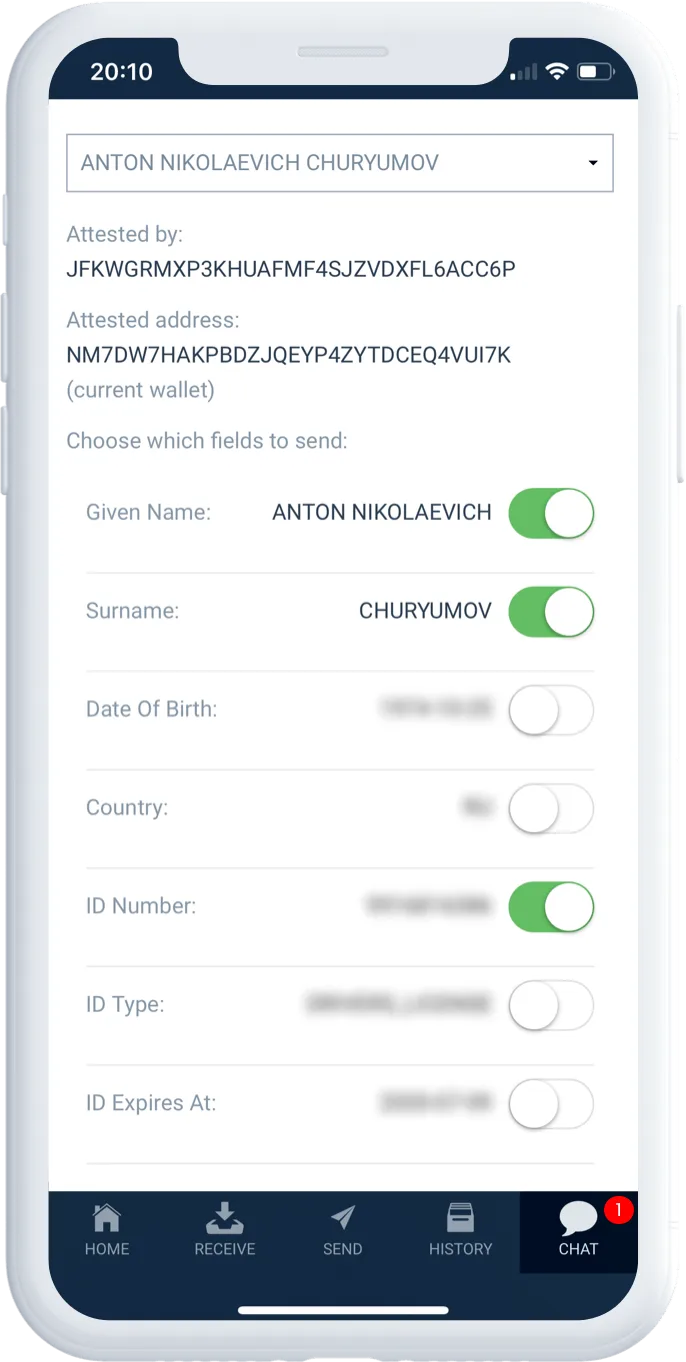 20:10
ANTON NIKOLAEVICH CHURYUMOV
Attested by:
JFKWGRMXP3KHUAFMF4SJZVDXFL6ACC6P
Attested address:
NM7DW7HAKPBDZJQEYP4ZYTDCEQ4VUI7K
(current wallet)
Choose which fields to send:
Given Name: ANTON NIKOLAEVICH
Surname: CHURYUMOV
Date Of Birth:
Country:
ID Number:
ID Type:
ID Expires At:
1
HOME RECEIVE SEND HISTORY CHAT